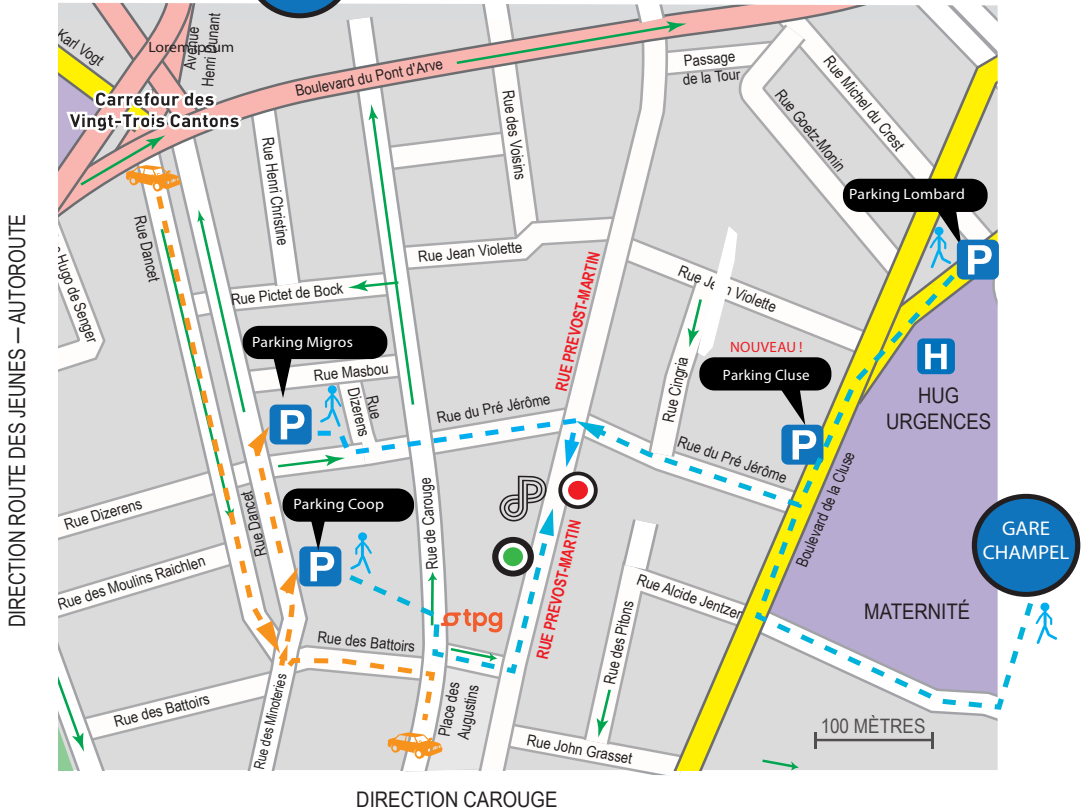 Karl Vogt
Lorem Ipsum
Avenue
Henri Dunant
Carrefour des
Vingt-Trois Cantons
Boulevard du Pont d'Arve
Passage
de la Tour
Rue Michel du Crest
Rue Goetz-Monin
Rue des Voisins
Rue Henri Christine
Parking Lombard
P
Rue Dancet
Hugo de Senger
Rue Jean Violette
Rue Jean Violette
Rue Pictet de Bock
RUE PREVOST-MARTIN
Parking Migros
P
Rue Masbou
Rue
Dizerens
Rue du Pré Jérôme
Rue Cingria
NOUVEAU !
Parking Cluse
P
H
HUG
URGENCES
Rue du Pré Jérôme
Boulevard de la Cluse
Rue Dizerens
Rue Dancet
Parking Coop
P
Rue de Carouge
GARE
CHAMPEL
Rue des Moulins Raichlen
tpg
RUE PREVOST-MARTIN
Rue Alcide Jentzer
MATERNITÉ
Rue des Battoirs
Rue des Pitons
Rue des Battoirs
Rue des Minoteries
Place des
Augustins
Rue John Grasset
100 MÈTRES
DIRECTION ROUTE DES JEUNES — AUTOROUTE
DIRECTION CAROUGE